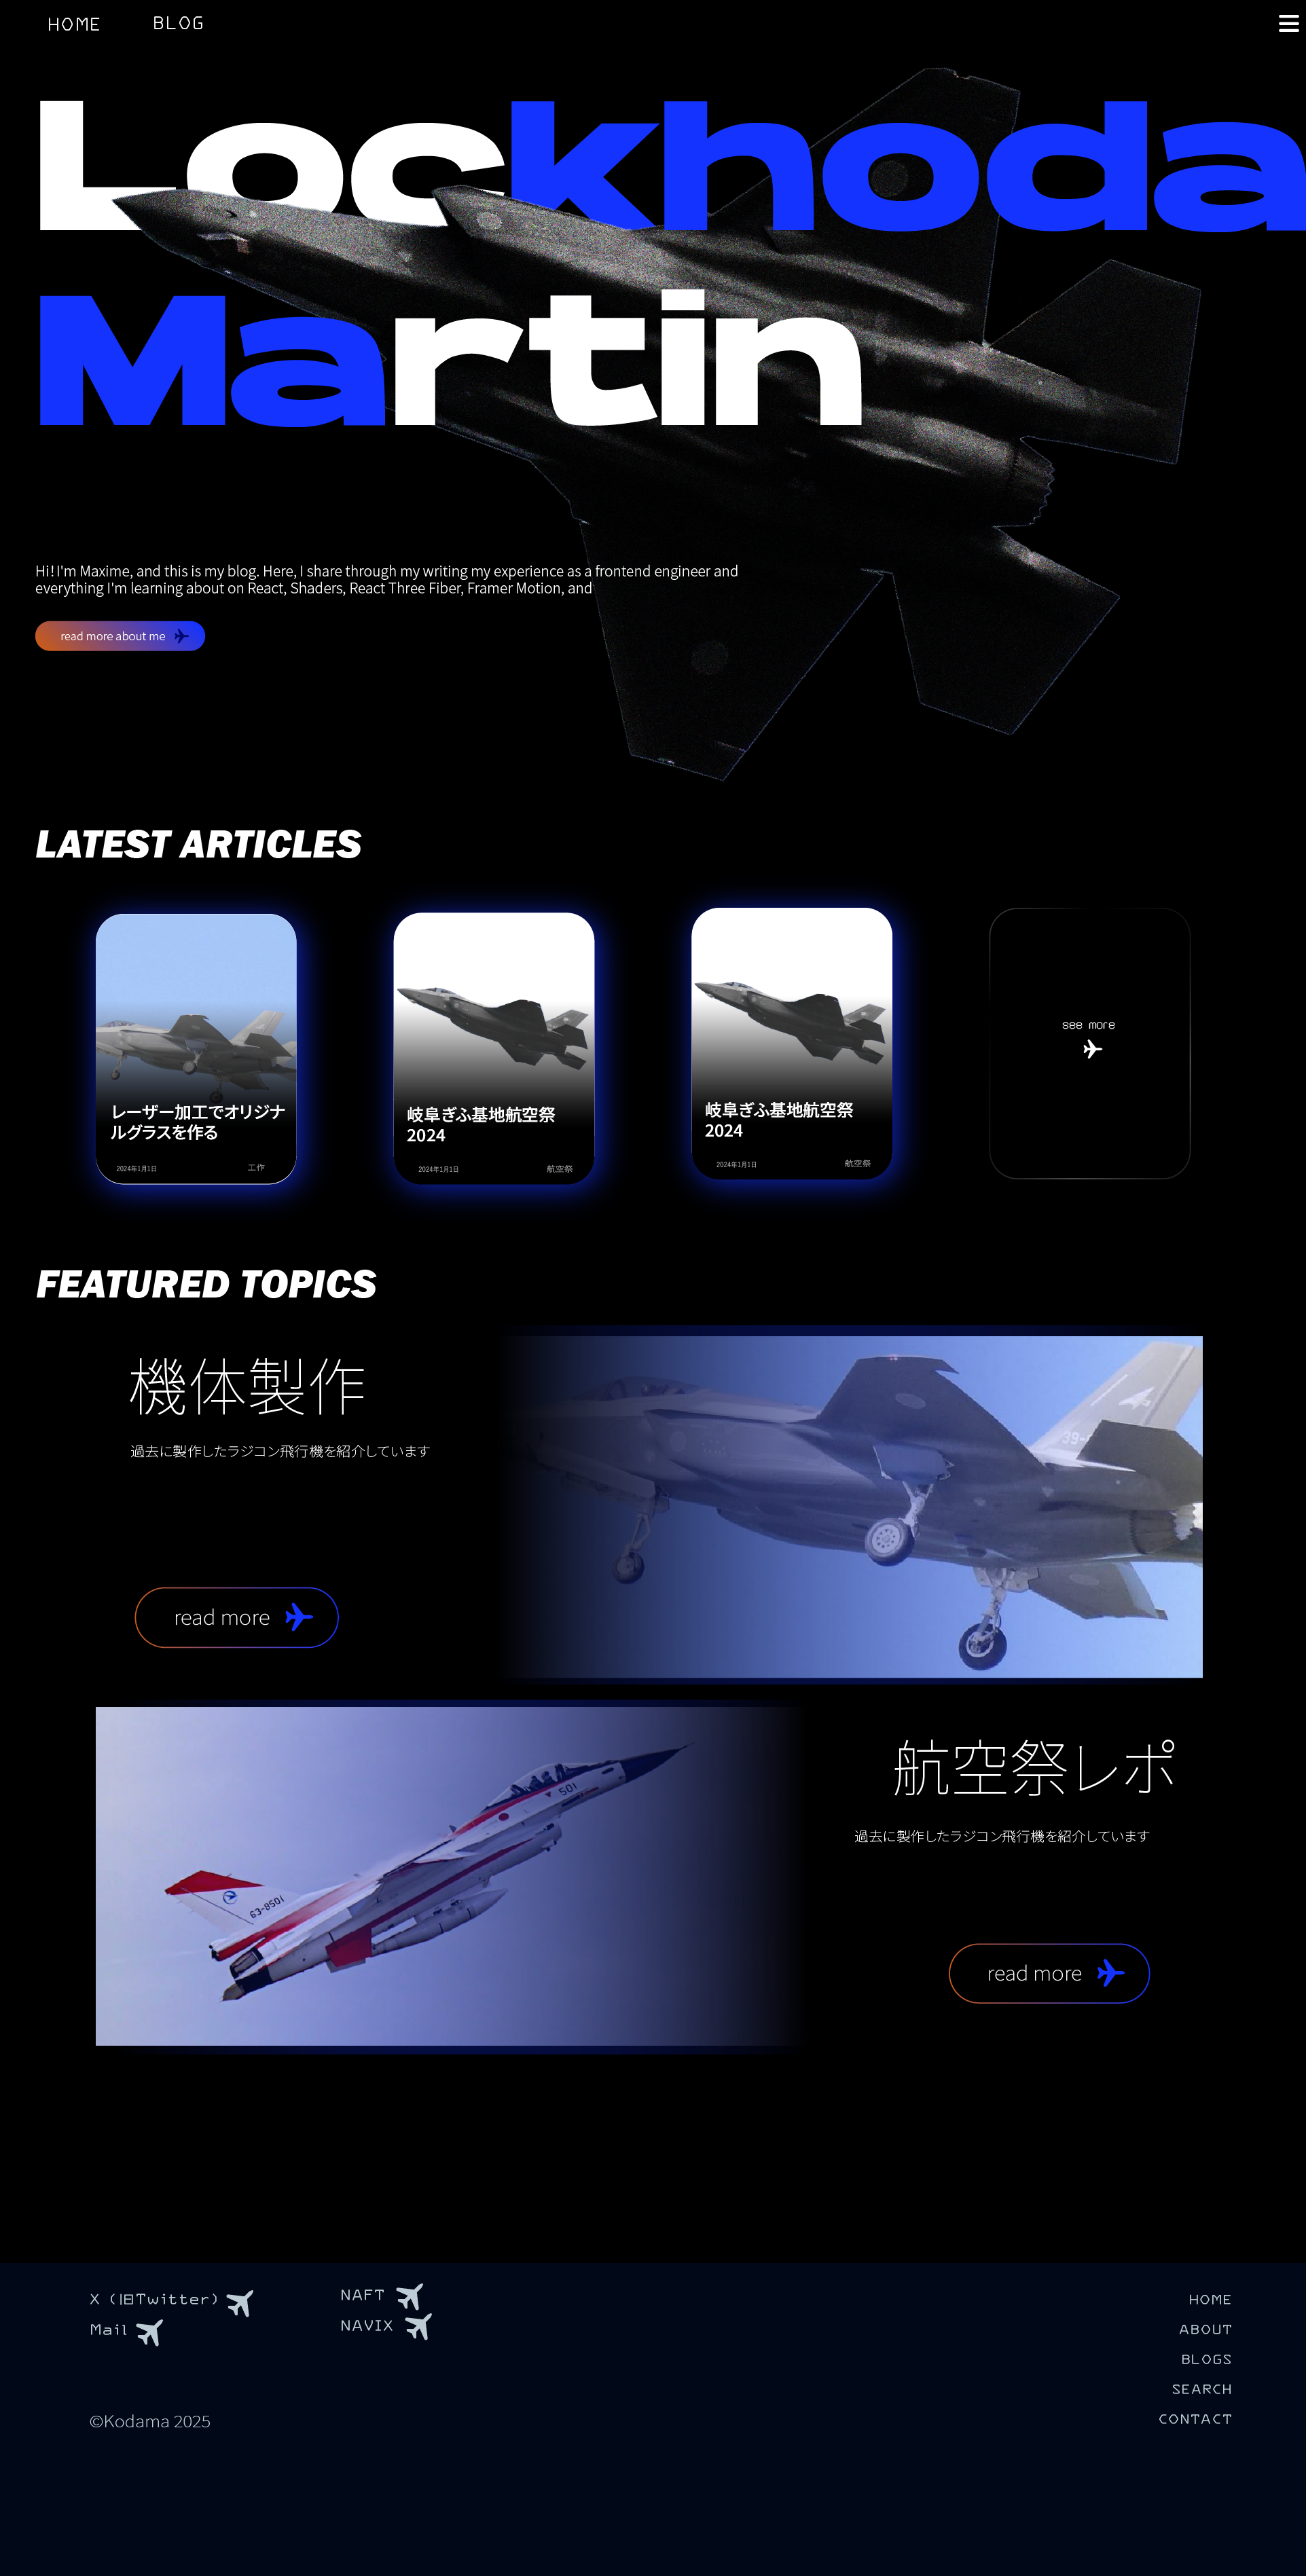 HOME
BLOG
Lockhoda
Martin
Hi! I'm Maxime, and this is my blog. Here, I share through my writing my experience as a frontend engineer and
everything I'm learning about on React, Shaders, React Three Fiber, Framer Motion, and
read more about me
LATEST ARTICLES
レーザー加工でオリジナ
ルグラスを作る
2024年1月1日
工作
岐阜ぎふ基地航空祭
2024
2024年1月1日
航空祭
岐阜ぎふ基地航空祭
2024
2024年1月1日
航空祭
see more
FEATURED TOPICS
機体製作
過去に製作したラジコン飛行機を紹介しています
read more
39-
501
63-8501
航空祭レポ
過去に製作したラジコン飛行機を紹介しています
read more
X (旧Twitter)
Mail
NAFT
NAVIX
©Kodama 2025
HOME
ABOUT
BLOGS
SEARCH
CONTACT